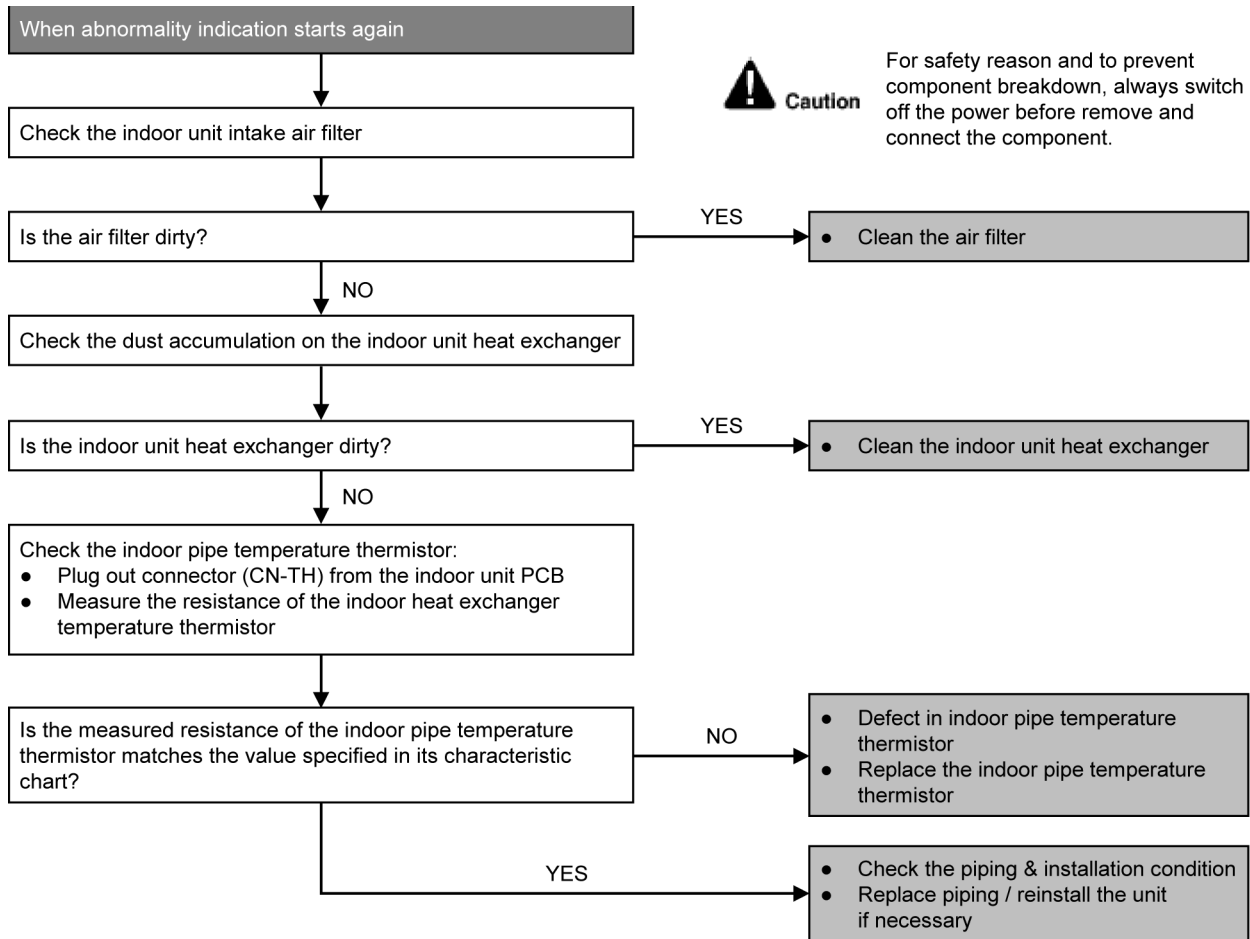 When abnormality indication starts again
Caution
For safety reason and to prevent
component breakdown, always switch
off the power before remove and
connect the component.
Check the indoor unit intake air filter
Is the air filter dirty?
YES
● Clean the air filter
NO
Check the dust accumulation on the indoor unit heat exchanger
Is the indoor unit heat exchanger dirty?
YES
● Clean the indoor unit heat exchanger
NO
Check the indoor pipe temperature thermistor:
● Plug out connector (CN-TH) from the indoor unit PCB
● Measure the resistance of the indoor heat exchanger
temperature thermistor
Is the measured resistance of the indoor pipe temperature
thermistor matches the value specified in its characteristic
chart?
NO
● Defect in indoor pipe temperature
thermistor
● Replace the indoor pipe temperature
thermistor
YES
● Check the piping & installation condition
● Replace piping / reinstall the unit
if necessary